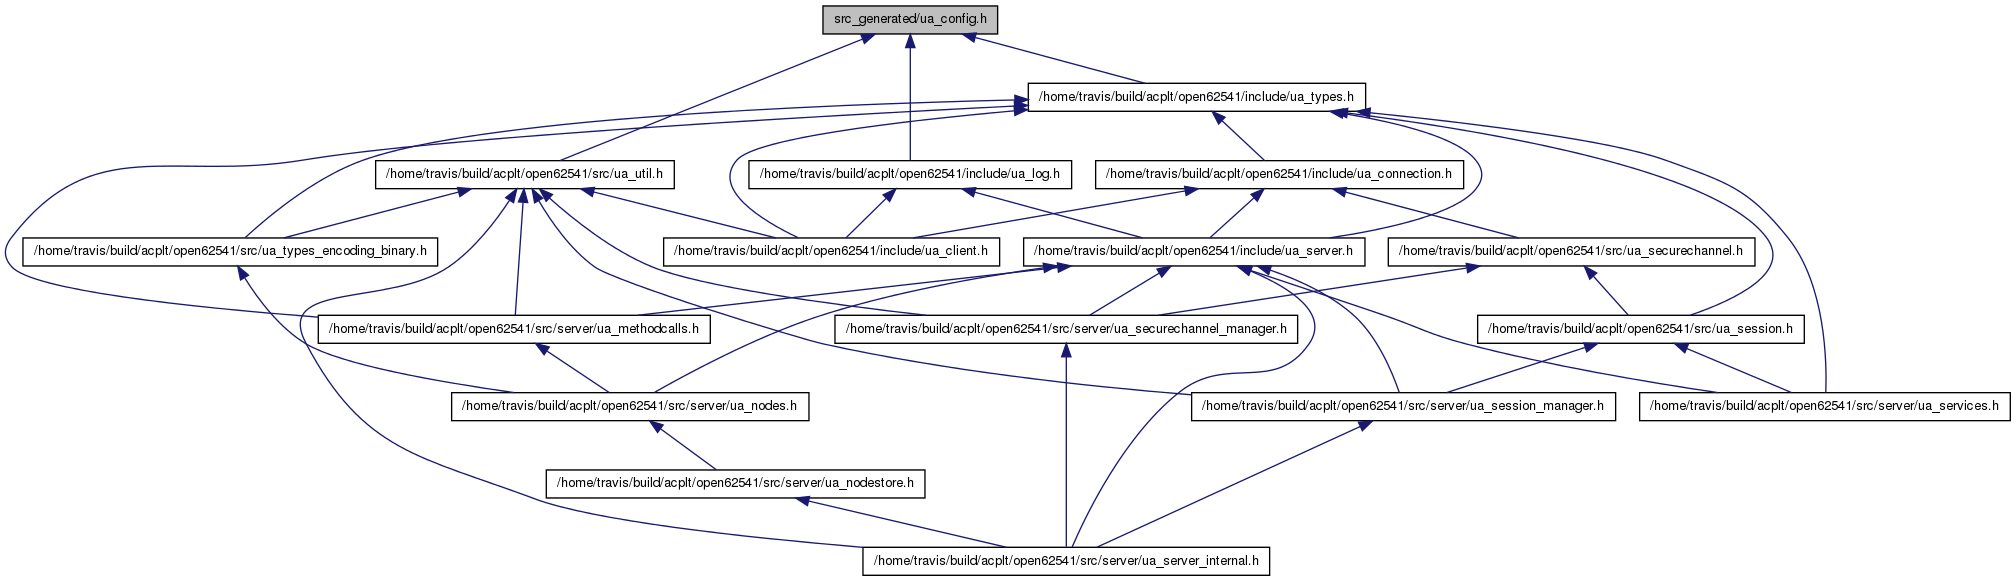 src_generated/ua_config.h
/home/travis/build/acplt/open62541/include/ua_types.h
/home/travis/build/acplt/open62541/src/ua_util.h
/home/travis/build/acplt/open62541/include/ua_log.h
/home/travis/build/acplt/open62541/include/ua_connection.h
/home/travis/build/acplt/open62541/src/ua_types_encoding_binary.h
/home/travis/build/acplt/open62541/include/ua_client.h
/home/travis/build/acplt/open62541/include/ua_server.h
/home/travis/build/acplt/open62541/src/ua_securechannel.h
/home/travis/build/acplt/open62541/src/server/ua_methodcalls.h
/home/travis/build/acplt/open62541/src/server/ua_securechannel_manager.h
/home/travis/build/acplt/open62541/src/ua_session.h
/home/travis/build/acplt/open62541/src/server/ua_nodes.h
/home/travis/build/acplt/open62541/src/server/ua_session_manager.h
/home/travis/build/acplt/open62541/src/server/ua_services.h
/home/travis/build/acplt/open62541/src/server/ua_nodestore.h
/home/travis/build/acplt/open62541/src/server/ua_server_internal.h